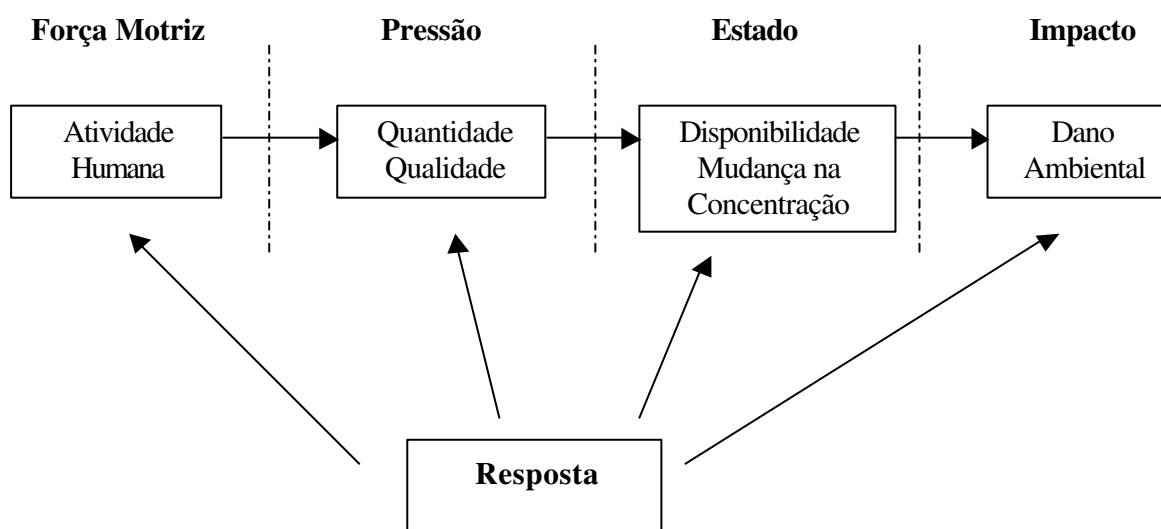 Força Motriz
Pressão
Estado
Impacto
Atividade
Humana
Quantidade
Qualidade
Disponibilidade
Mudança na
Concentração
Dano
Ambiental
Resposta